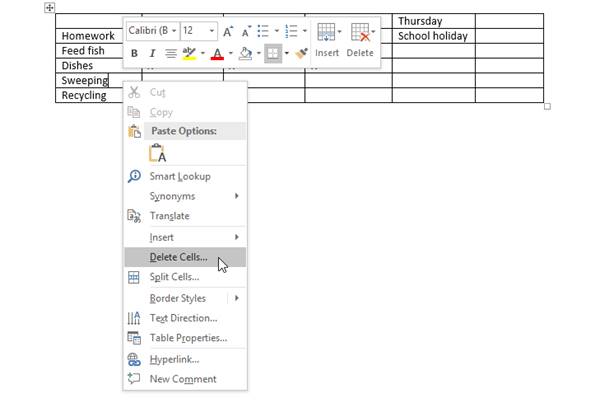 Thursday
Homework School holiday
Feed fish
Dishes
Sweeping
Recycling
Calibri (B 12 A A
B I ab A
Insert Delete
Cut
Copy
Paste Options:
A
Smart Lookup
Synonyms
Translate
Insert
Delete Cells...
Split Cells...
Border Styles
Text Direction...
Table Properties...
Hyperlink...
New Comment